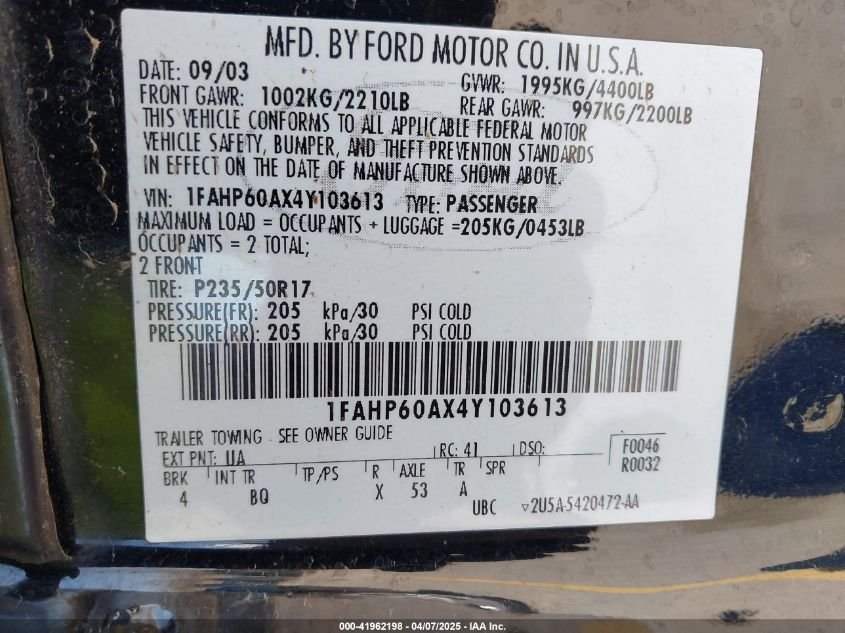 MFD. BY FORD MOTOR CO. IN U.S.A.
DATE: 09/03 GVWR: 1995KG/4400LB
FRONT GAWR: 1002KG/2210LB REAR GAWR: 997KG/2200LB
THIS VEHICLE CONFORMS TO ALL APPLICABLE FEDERAL MOTOR
VEHICLE SAFETY, BUMPER, AND THEFT PREVENTION STANDARDS
IN EFFECT ON THE DATE OF MANUFACTURE SHOWN ABOVE.
VIN: 1FAHP60AX4Y103613 TYPE: PASSENGER
MAXIMUM LOAD = OCCUPANTS + LUGGAGE =205KG/0453LB
OCCUPANTS = 2 TOTAL;
2 FRONT
TIRE: P235/50R17
PRESSURE(FR): 205 kPa/30 PSI COLD
PRESSURE(RR): 205 kPa/30 PSI COLD
1FAHP60AX4Y103613
TRAILER TOWING - SEE OWNER GUIDE
EXT PNT: UA RC: 41 DSO: F0046
R0032
BRK INT TR TP/PS R AXLE TR SPR
4 BQ X 53 A
UBC ▽2U5A-5420472-AA
000-41962198 - 04/07/2025 - IAA Inc.